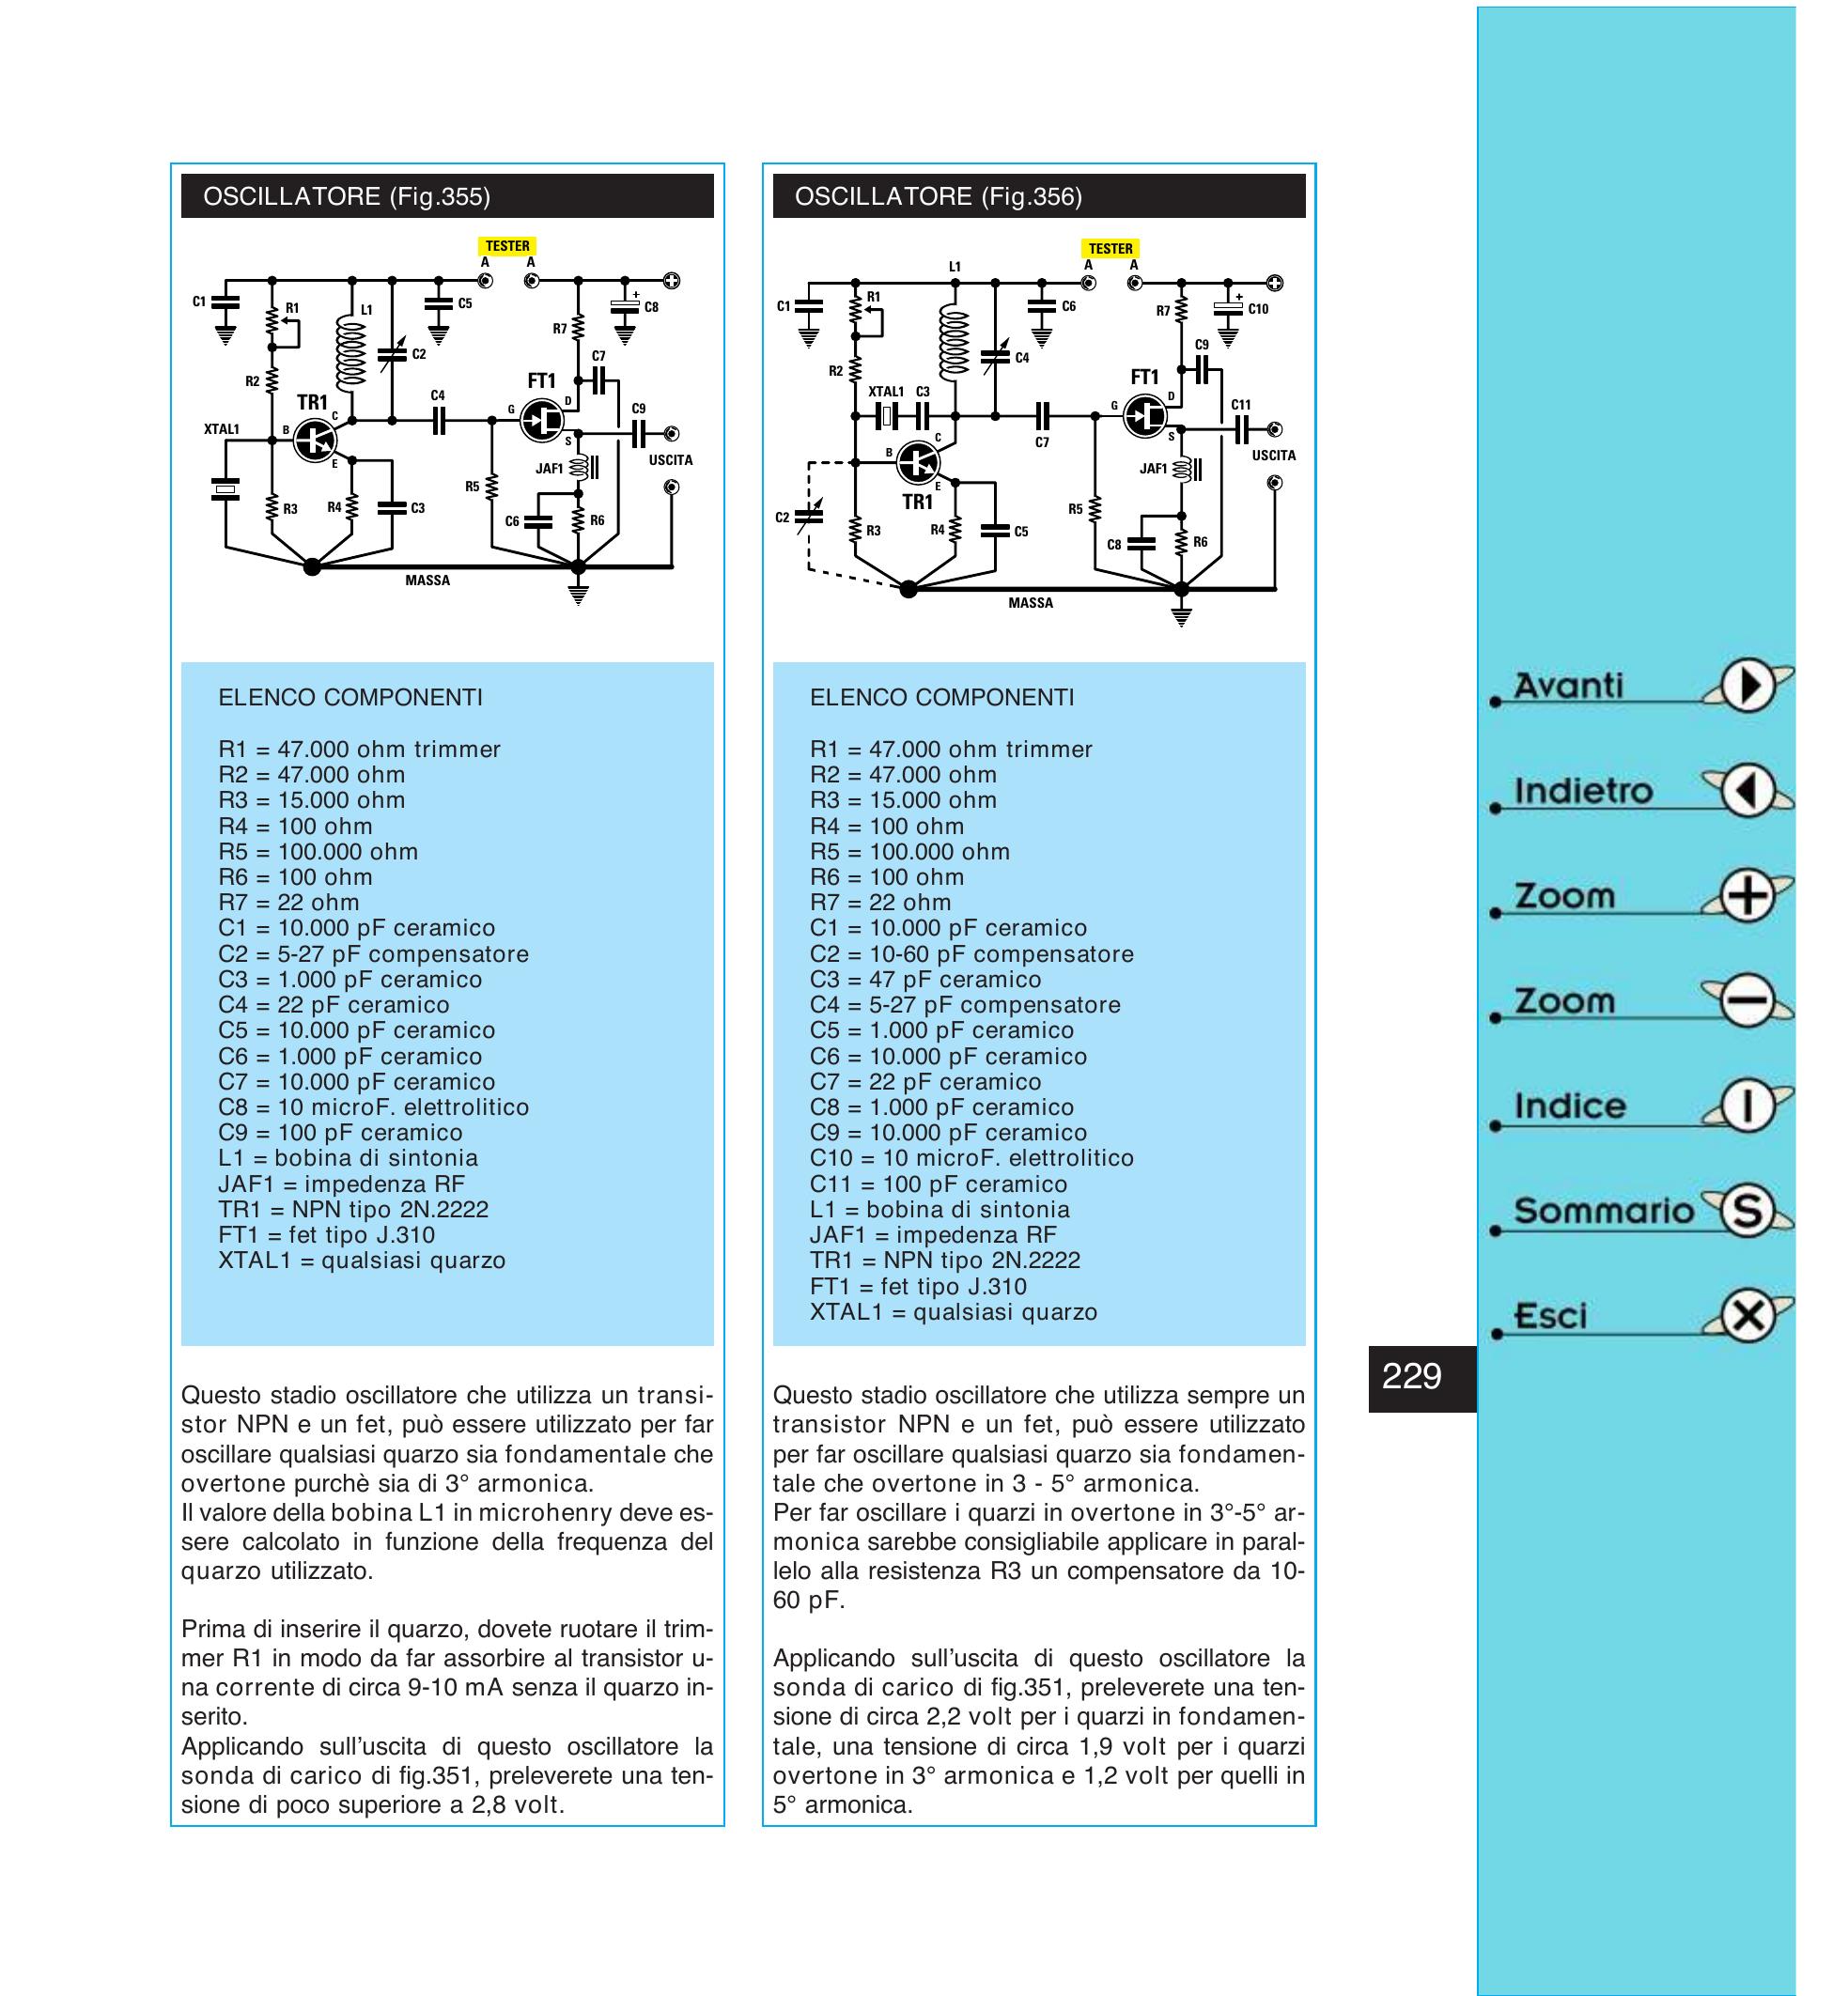 OSCILLATORE (Fig.355)
TESTER
A A
C1
R1
L1
C5
C8
+
R7
C2
C7
R2
FT1
TR1
C4
D
C9
G
C
XTAL1
B
S
USCITA
E
JAF1
R5
R3
R4
C3
C6
R6
MASSA
ELENCO COMPONENTI
R1 = 47.000 ohm trimmer
R2 = 47.000 ohm
R3 = 15.000 ohm
R4 = 100 ohm
R5 = 100.000 ohm
R6 = 100 ohm
R7 = 22 ohm
C1 = 10.000 pF ceramico
C2 = 5-27 pF compensatore
C3 = 1.000 pF ceramico
C4 = 22 pF ceramico
C5 = 10.000 pF ceramico
C6 = 1.000 pF ceramico
C7 = 10.000 pF ceramico
C8 = 10 microF. elettrolitico
C9 = 100 pF ceramico
L1 = bobina di sintonia
JAF1 = impedenza RF
TR1 = NPN tipo 2N.2222
FT1 = fet tipo J.310
XTAL1 = qualsiasi quarzo
Questo stadio oscillatore che utilizza un transi-
stor NPN e un fet, può essere utilizzato per far
oscillare qualsiasi quarzo sia fondamentale che
overtone purchè sia di 3° armonica.
Il valore della bobina L1 in microhenry deve es-
sere calcolato in funzione della frequenza del
quarzo utilizzato.
Prima di inserire il quarzo, dovete ruotare il trim-
mer R1 in modo da far assorbire al transistor u-
na corrente di circa 9-10 mA senza il quarzo in-
serito.
Applicando sull'uscita di questo oscillatore la
sonda di carico di fig.351, preleverete una ten-
sione di poco superiore a 2,8 volt.
OSCILLATORE (Fig.356)
TESTER
A A
L1
C1
R1
C6
+
R7
C10
C9
C4
R2
FT1
XTAL1 C3
D
G
C11
C7
S
C
B
USCITA
JAF1
E
TR1
R5
C2
R3
R4
C5
C8
R6
MASSA
ELENCO COMPONENTI
R1 = 47.000 ohm trimmer
R2 = 47.000 ohm
R3 = 15.000 ohm
R4 = 100 ohm
R5 = 100.000 ohm
R6 = 100 ohm
R7 = 22 ohm
C1 = 10.000 pF ceramico
C2 = 10-60 pF compensatore
C3 = 47 pF ceramico
C4 = 5-27 pF compensatore
C5 = 1.000 pF ceramico
C6 = 10.000 pF ceramico
C7 = 22 pF ceramico
C8 = 1.000 pF ceramico
C9 = 10.000 pF ceramico
C10 = 10 microF. elettrolitico
C11 = 100 pF ceramico
L1 = bobina di sintonia
JAF1 = impedenza RF
TR1 = NPN tipo 2N.2222
FT1 = fet tipo J.310
XTAL1 = qualsiasi quarzo
Questo stadio oscillatore che utilizza sempre un
transistor NPN e un fet, può essere utilizzato
per far oscillare qualsiasi quarzo sia fondamen-
tale che overtone in 3 - 5° armonica.
Per far oscillare i quarzi in overtone in 3°-5° ar-
monica sarebbe consigliabile applicare in paral-
lelo alla resistenza R3 un compensatore da 10-
60 pF.
Applicando sull'uscita di questo oscillatore la
sonda di carico di fig.351, preleverete una ten-
sione di circa 2,2 volt per i quarzi in fondamen-
tale, una tensione di circa 1,9 volt per i quarzi
overtone in 3° armonica e 1,2 volt per quelli in
5° armonica.
229
Avanti
Indietro
Zoom
Zoom
Indice I
Sommario S
Esci